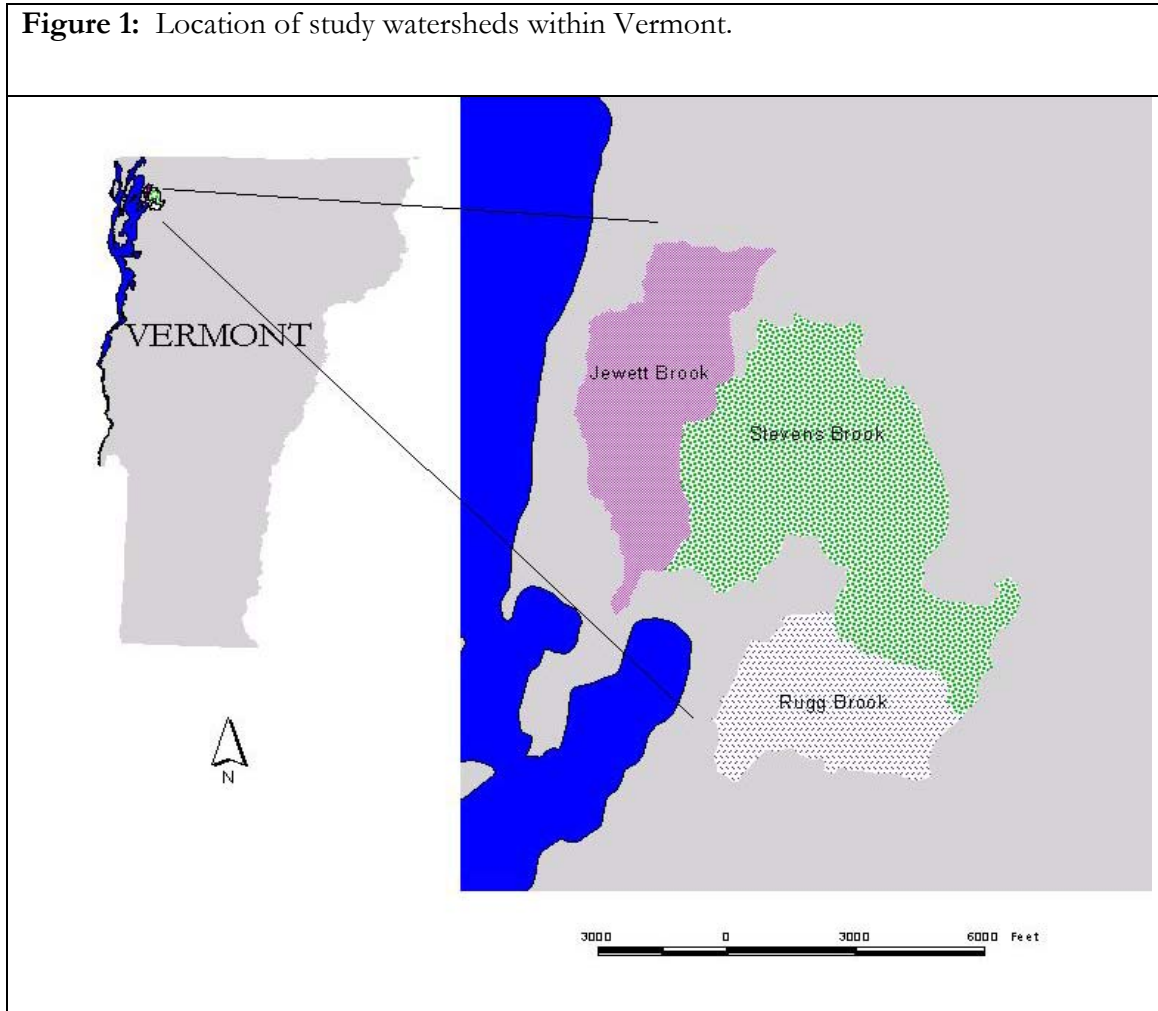 Figure 1: Location of study watersheds within Vermont.
VERMONT
Jewett Brook
Stevens Brook
Rugg Brook
N
3000 0 3000 6000 Feet